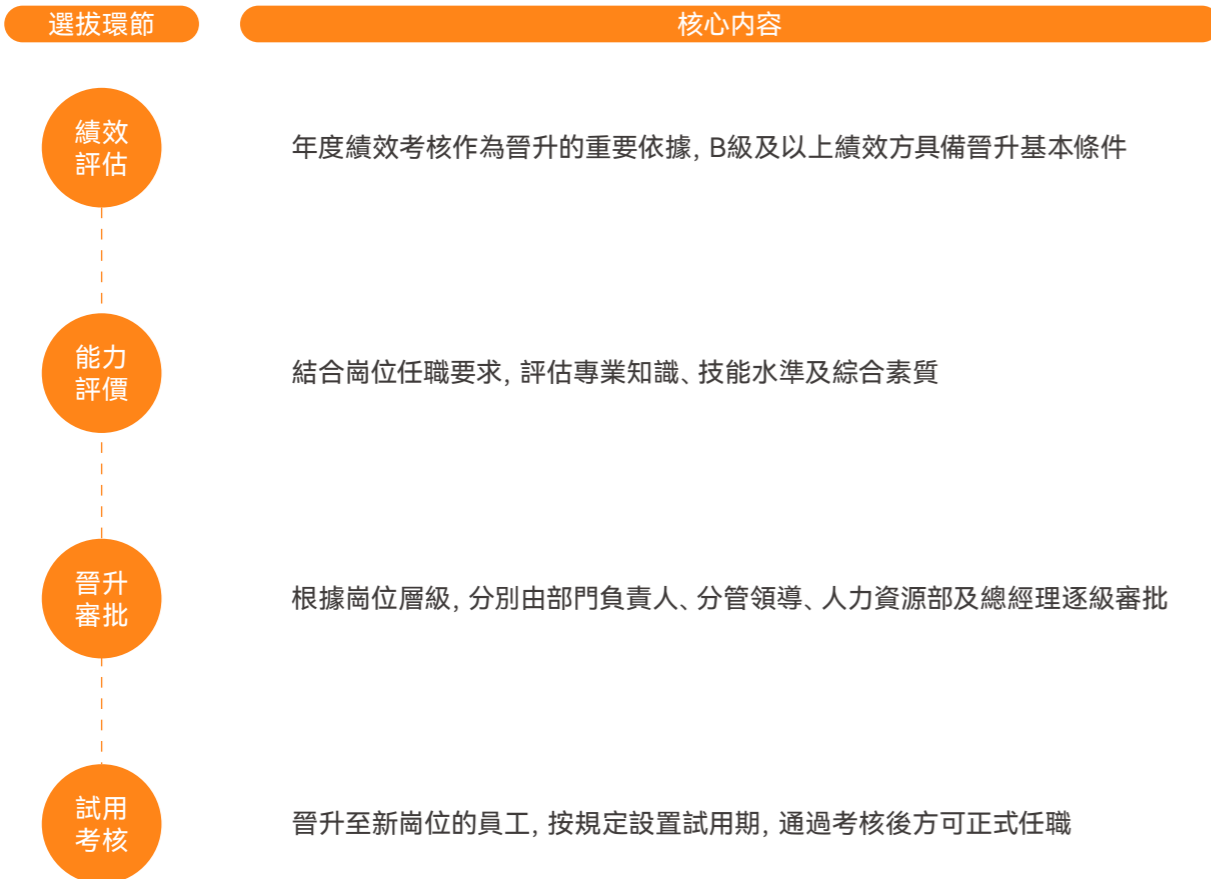 選拔環節
核心内容
績效
評估
年度績效考核作為晉升的重要依據, B級及以上績效方具備晉升基本條件
能力
評價
結合崗位任職要求, 評估專業知識、技能水準及綜合素質
晉升
審批
根據崗位層級, 分別由部門負責人、分管領導、人力資源部及總經理逐級審批
試用
考核
晉升至新崗位的員工, 按規定設置試用期, 通過考核後方可正式任職